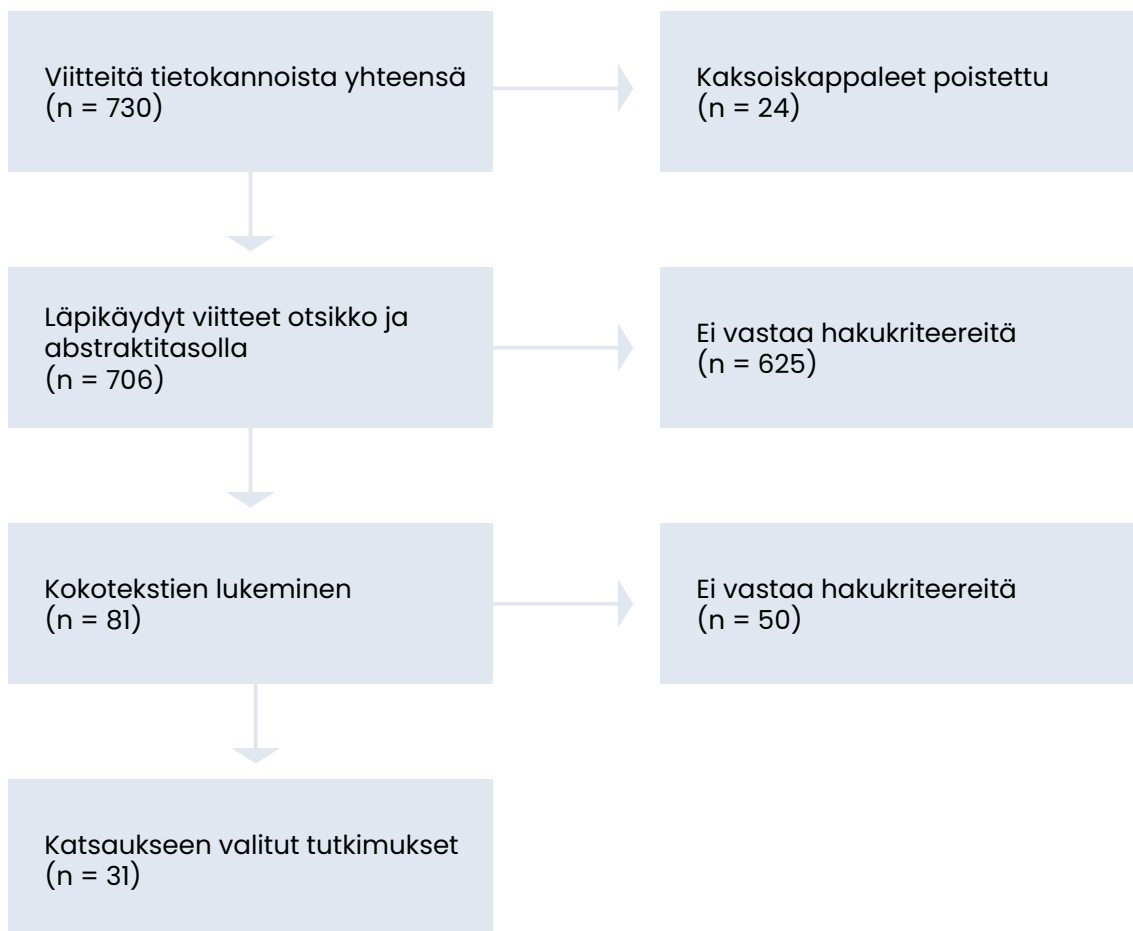 Viitteitä tietokannoista yhteensä
(n = 730)
Kaksoiskappaleet poistettu
(n = 24)
Läpikäydyt viitteet otsikko ja
abstraktitasolla
(n = 706)
Ei vastaa hakukriteereitä
(n = 625)
Kokotekstien lukeminen
(n = 81)
Ei vastaa hakukriteereitä
(n = 50)
Katsaukseen valitut tutkimukset
(n = 31)